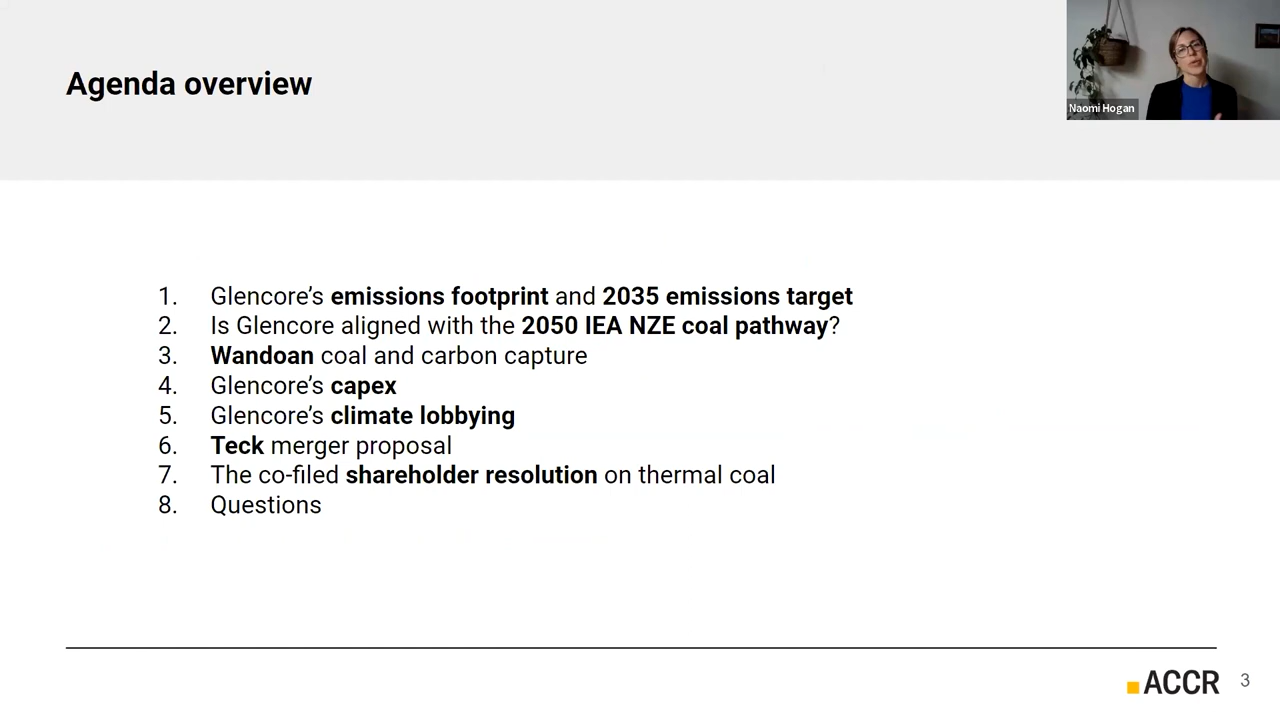 Agenda overview
Naomi Hogan
1. Glencore’s emissions footprint and 2035 emissions target
2. Is Glencore aligned with the 2050 IEA NZE coal pathway?
3. Wandoan coal and carbon capture
4. Glencore’s capex
5. Glencore’s climate lobbying
6. Teck merger proposal
7. The co-filed shareholder resolution on thermal coal
8. Questions
ACCR 3